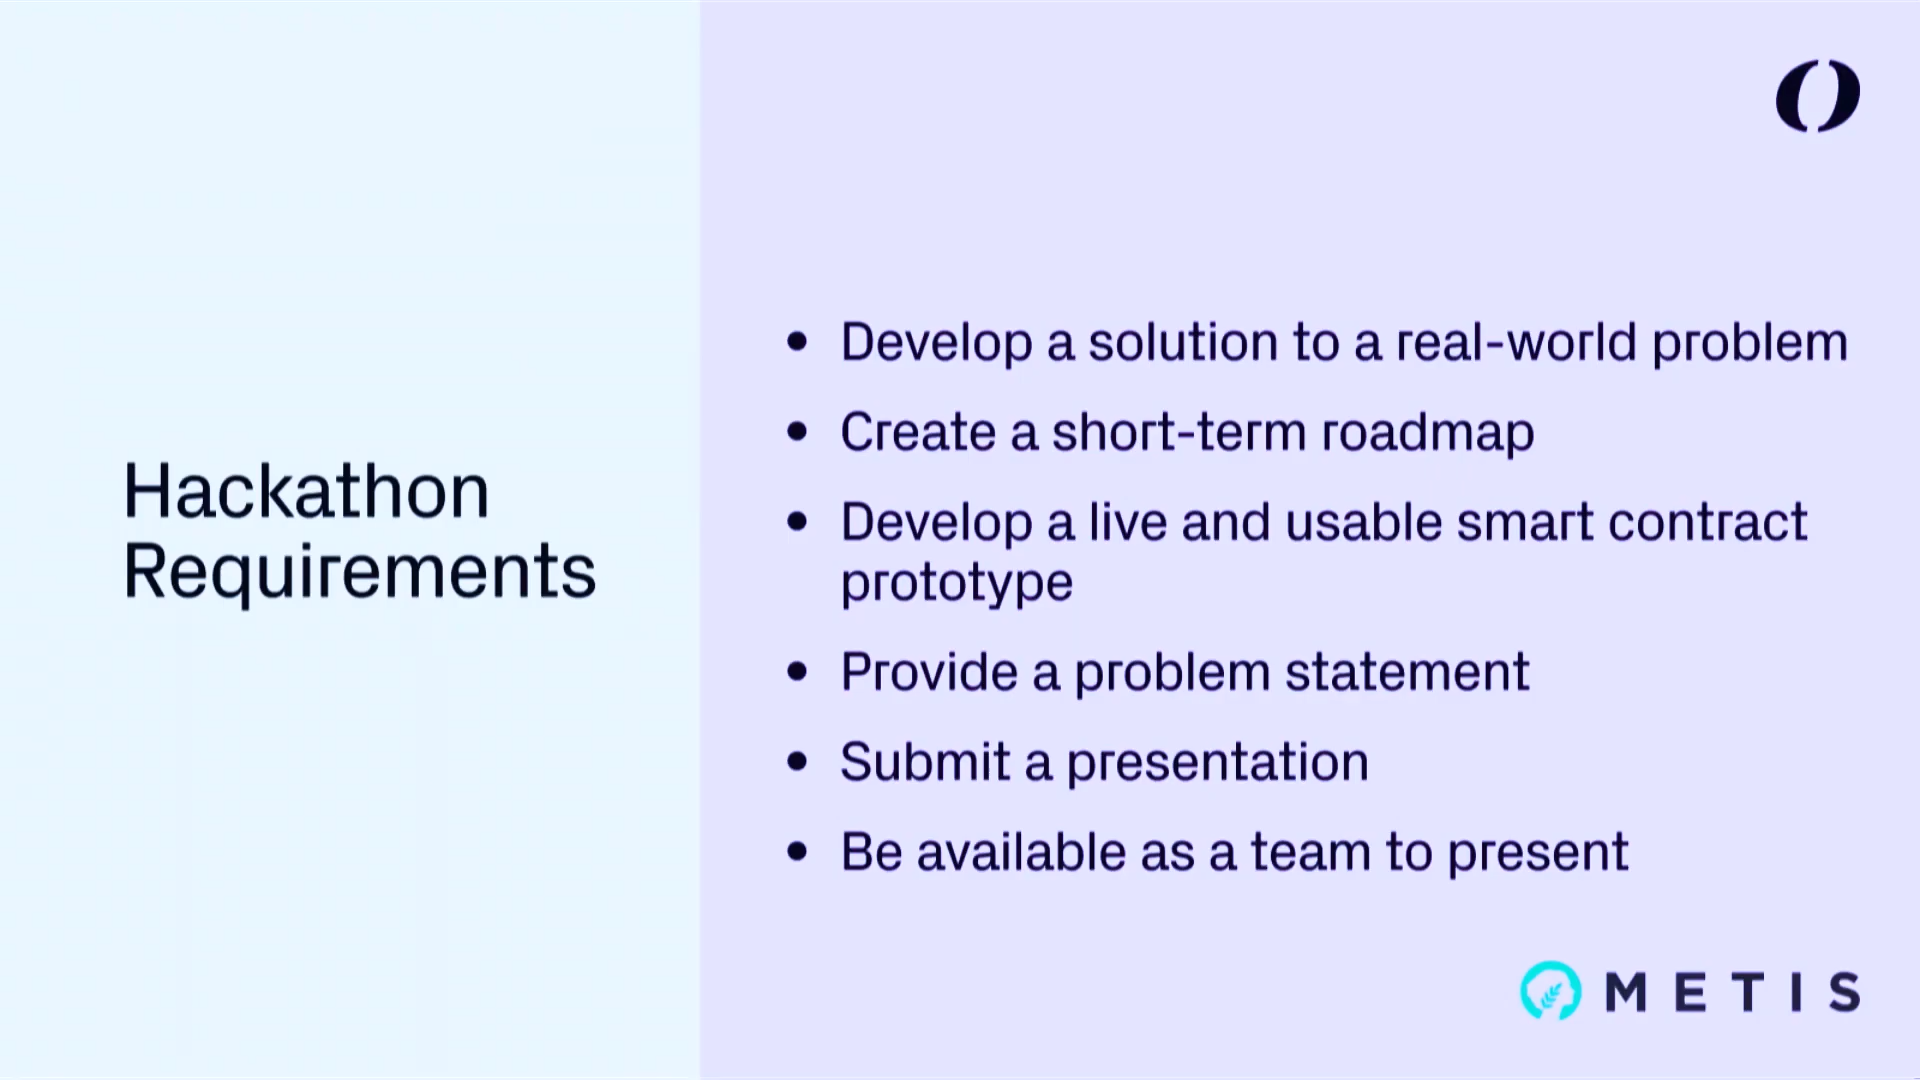 Hackathon
Requirements
• Develop a solution to a real-world problem
• Create a short-term roadmap
• Develop a live and usable smart contract
prototype
• Provide a problem statement
• Submit a presentation
• Be available as a team to present
METIS